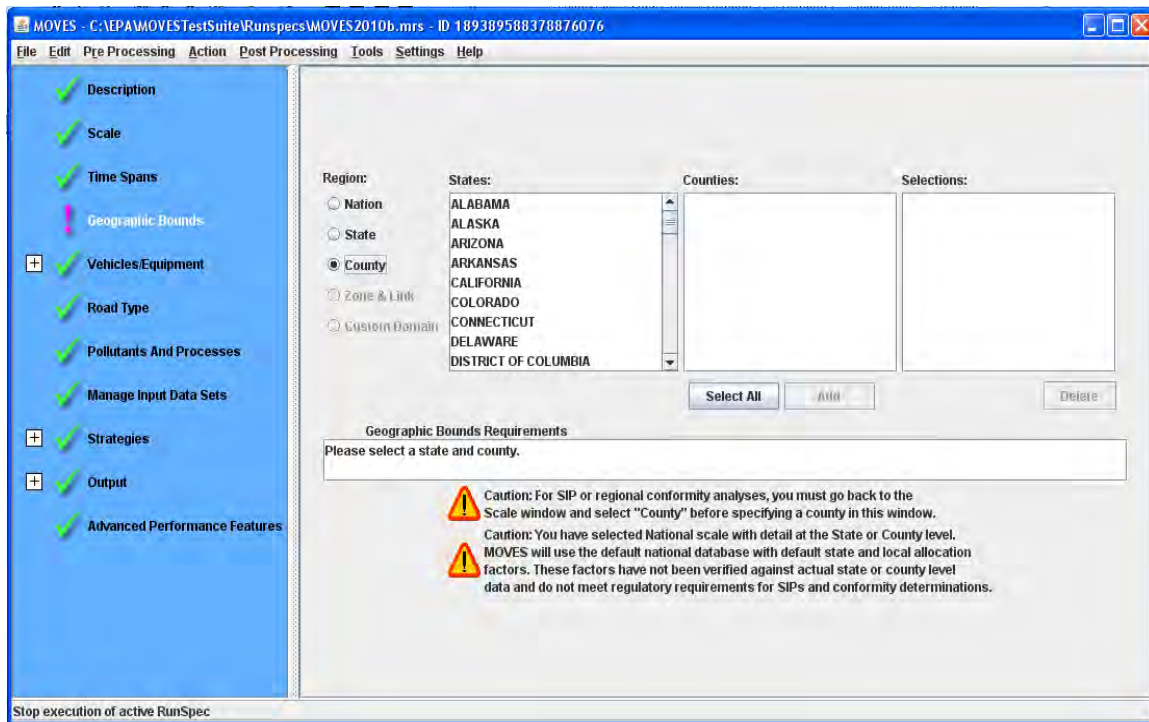 MOVES - C:\EPA\MOVESTestSuite\Runspecs\MOVES2010b.mrs - ID 189389588378876076
File Edit Pre Processing Action Post Processing Tools Settings Help
Description
Scale
Time Spans
Geographic Bounds
Vehicles/Equipment
Road Type
Pollutants And Processes
Manage Input Data Sets
Strategies
Output
Advanced Performance Features
Region:
Nation
State
County
Zone & Link
Custom Domain
States:
ALABAMA
ALASKA
ARIZONA
ARKANSAS
CALIFORNIA
COLORADO
CONNECTICUT
DELAWARE
DISTRICT OF COLUMBIA
Counties:
Selections:
Select All
Add
Delete
Geographic Bounds Requirements
Please select a state and county.
Caution: For SIP or regional conformity analyses, you must go back to the
Scale window and select "County" before specifying a county in this window.
Caution: You have selected National scale with detail at the State or County level.
MOVES will use the default national database with default state and local allocation
factors. These factors have not been verified against actual state or county level
data and do not meet regulatory requirements for SIPs and conformity determinations.
Stop execution of active RunSpec